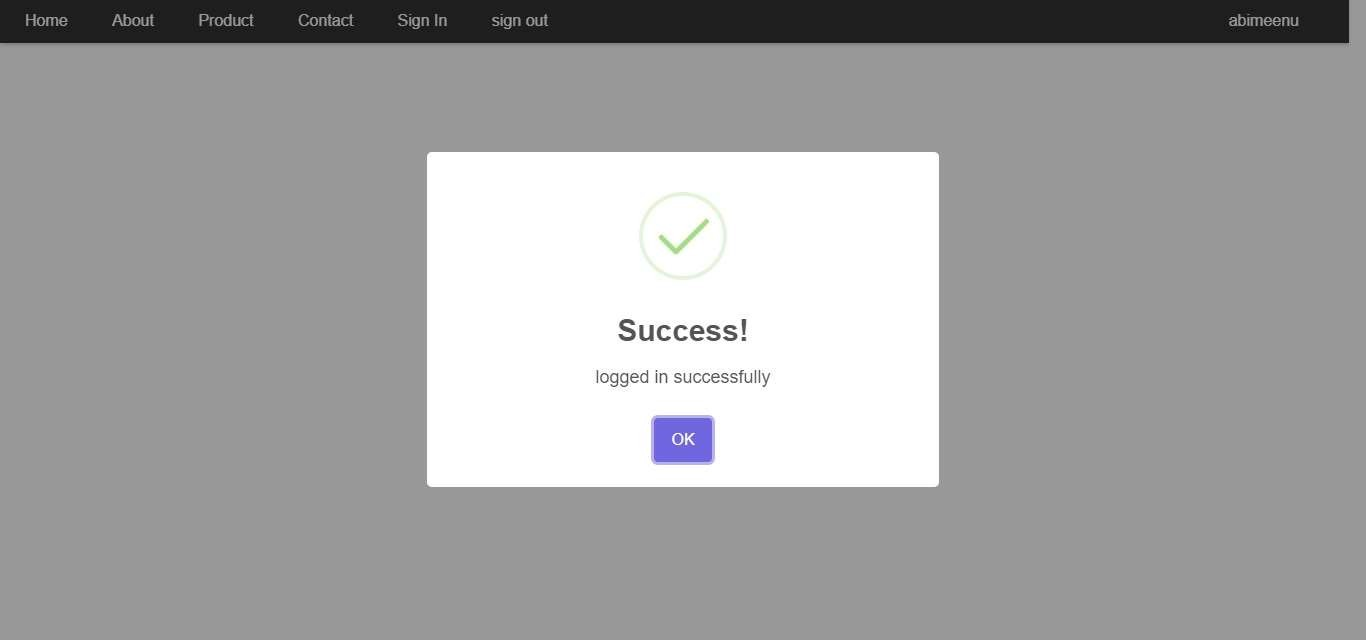 Home About Product Contact Sign In sign out abimeenu
Success!
logged in successfully
OK